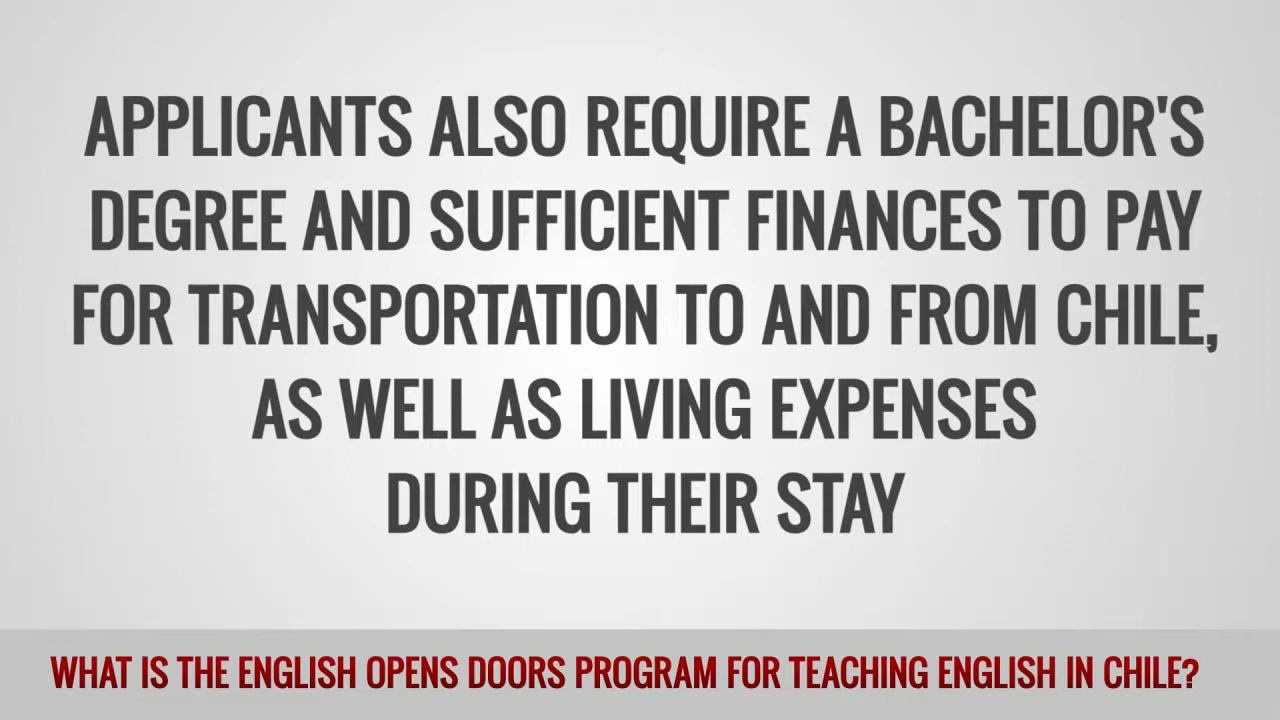 APPLICANTS ALSO REQUIRE A BACHELOR'S
DEGREE AND SUFFICIENT FINANCES TO PAY
FOR TRANSPORTATION TO AND FROM CHILE,
AS WELL AS LIVING EXPENSES
DURING THEIR STAY
WHAT IS THE ENGLISH OPENS DOORS PROGRAM FOR TEACHING ENGLISH IN CHILE?